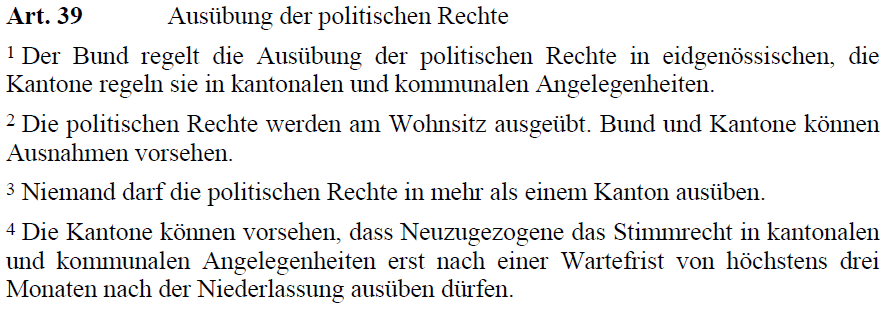 Art. 39 Ausübung der politischen Rechte
1 Der Bund regelt die Ausübung der politischen Rechte in eidgenössischen, die
Kantone regeln sie in kantonalen und kommunalen Angelegenheiten.
2 Die politischen Rechte werden am Wohnsitz ausgeübt. Bund und Kantone können
Ausnahmen vorsehen.
3 Niemand darf die politischen Rechte in mehr als einem Kanton ausüben.
4 Die Kantone können vorsehen, dass Neuzugezogene das Stimmrecht in kantonalen
und kommunalen Angelegenheiten erst nach einer Wartefrist von höchstens drei
Monaten nach der Niederlassung ausüben dürfen.